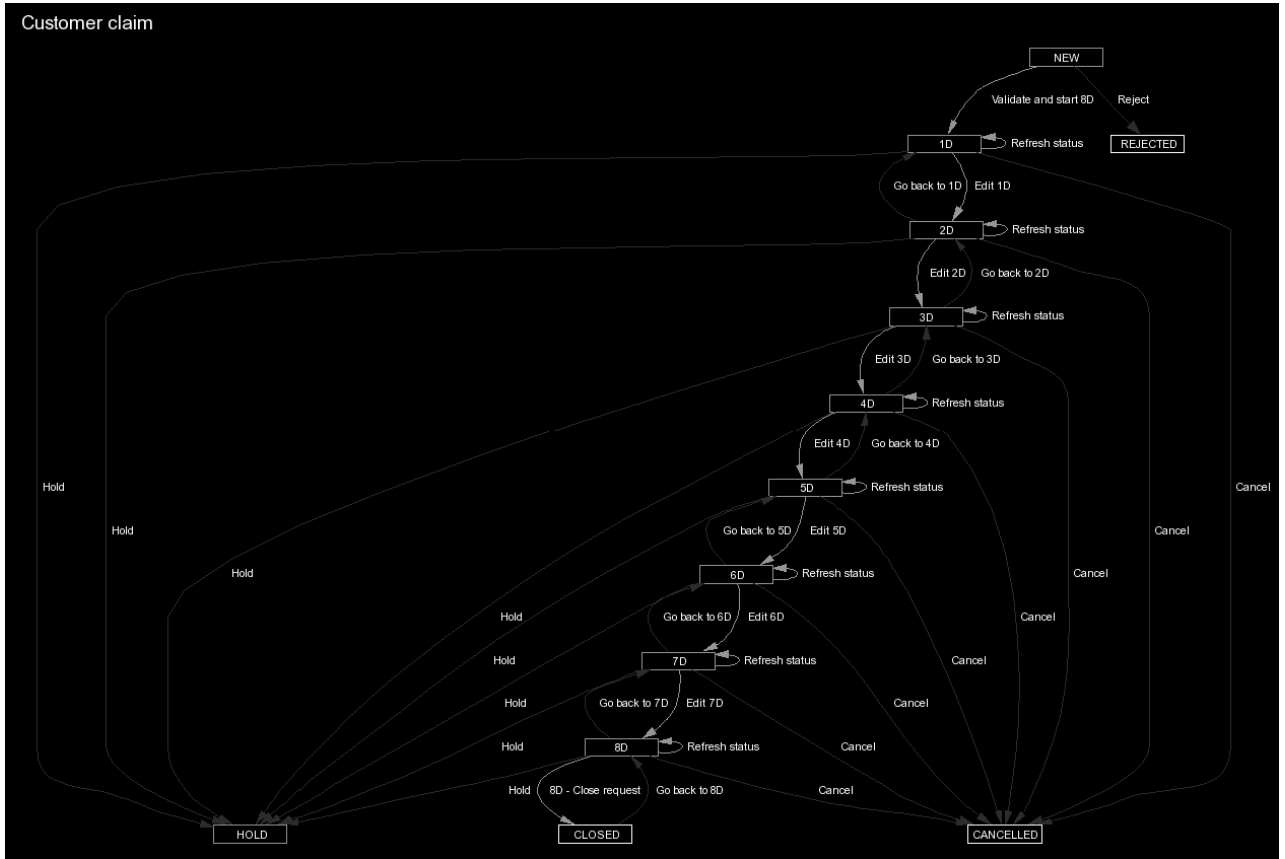 Customer claim
NEW
Validate and start 8D
Reject
1D
Refresh status
REJECTED
Go back to 1D
Edit 1D
2D
Refresh status
Edit 2D
Go back to 2D
3D
Refresh status
Edit 3D
Go back to 3D
4D
Refresh status
Edit 4D
Go back to 4D
Hold
5D
Refresh status
Cancel
Hold
Go back to 5D
Edit 5D
Cancel
Hold
6D
Refresh status
Cancel
Hold
Go back to 6D
Edit 6D
Cancel
Hold
7D
Refresh status
Cancel
Hold
Go back to 7D
Edit 7D
Cancel
Hold
8D
Refresh status
Cancel
Hold
8D - Close request
Go back to 8D
Cancel
HOLD
CLOSED
CANCELLED